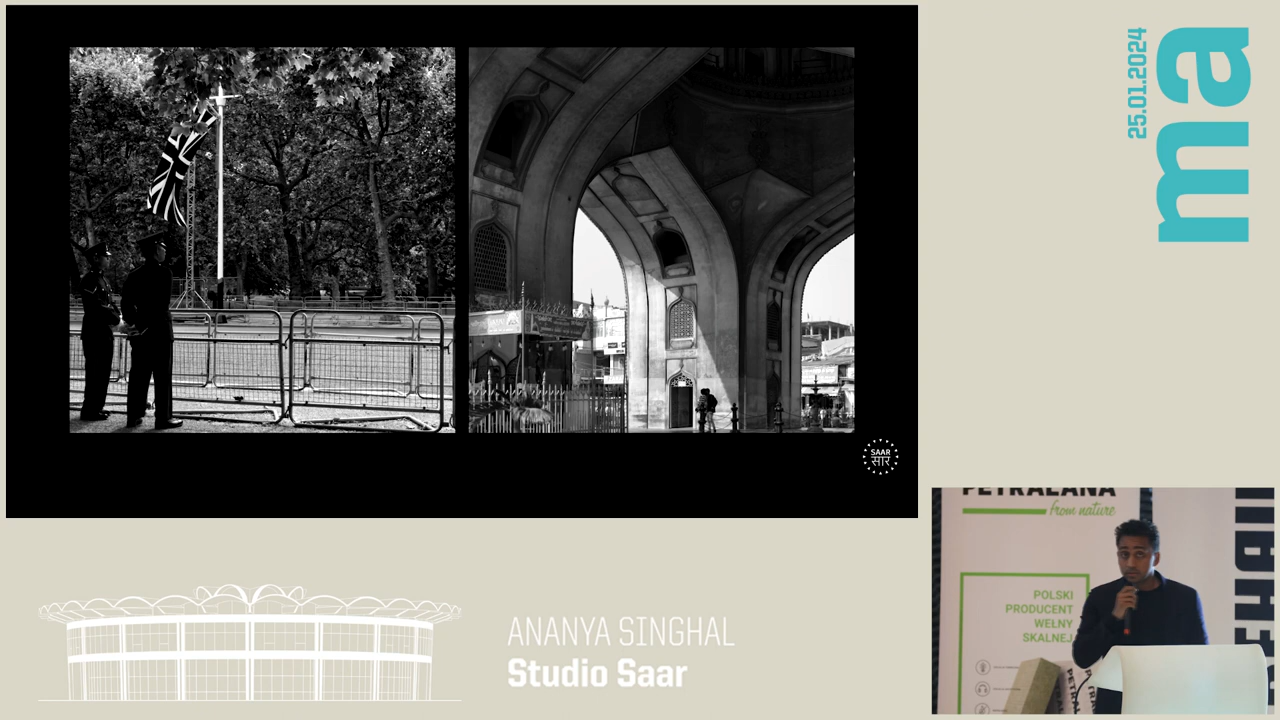 25.01.2024
ma
SAAR
सार
ANANYA SINGHAL
Studio Saar
PETRALANA
from nature
POLSKI
PRODUCENT
WEŁNY
SKALNEJ